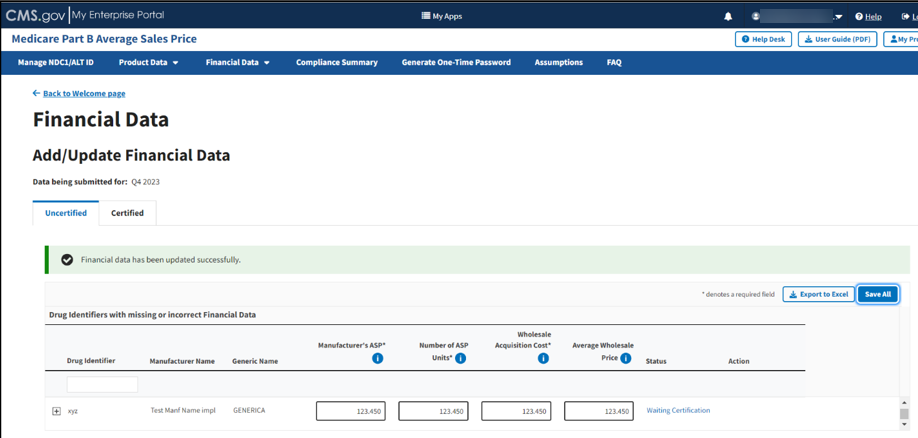 CMS.gov My Enterprise Portal My Apps Help
Medicare Part B Average Sales Price Help Desk User Guide (PDF) My
Manage NDC1/ALT ID Product Data Financial Data Compliance Summary Generate One-Time Password Assumptions FAQ
Back to Welcome page
Financial Data
Add/Update Financial Data
Data being submitted for: Q4 2023
Uncertified Certified
Financial data has been updated successfully.
* denotes a required field Export to Excel Save All
Drug Identifiers with missing or incorrect Financial Data
Drug Identifier Manufacturer Name Generic Name Manufacturer's ASP* Number of ASP Units* Wholesale Acquisition Cost* Average Wholesale Price Status Action
xyz Test Manf Name impl GENERICA 123.450 123.450 123.450 123.450 Waiting Certification